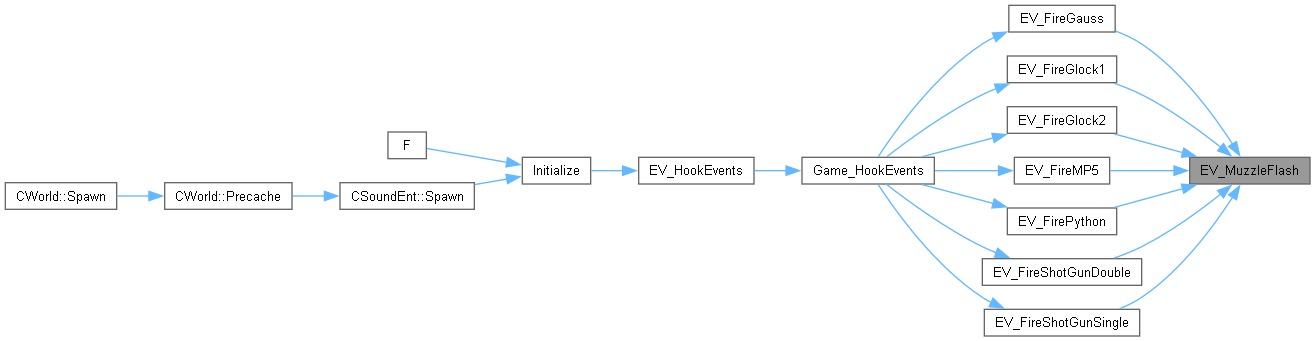 EV_FireGauss
EV_FireGlock1
EV_FireGlock2
F
Initialize
EV_HookEvents
Game_HookEvents
EV_FireMP5
EV_MuzzleFlash
CWorld::Spawn
CWorld::Precache
CSoundEnt::Spawn
EV_FirePython
EV_FireShotGunDouble
EV_FireShotGunSingle